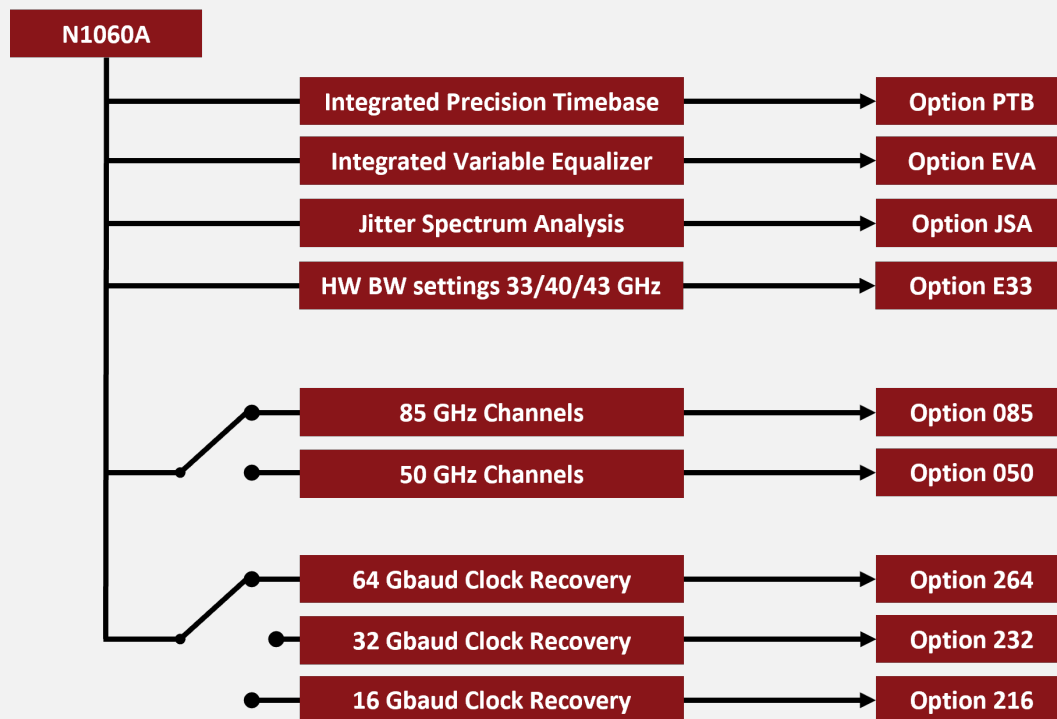 N1060A
Integrated Precision Timebase Option PTB
Integrated Variable Equalizer Option EVA
Jitter Spectrum Analysis Option JSA
HW BW settings 33/40/43 GHz Option E33
85 GHz Channels Option 085
50 GHz Channels Option 050
64 Gbaud Clock Recovery Option 264
32 Gbaud Clock Recovery Option 232
16 Gbaud Clock Recovery Option 216